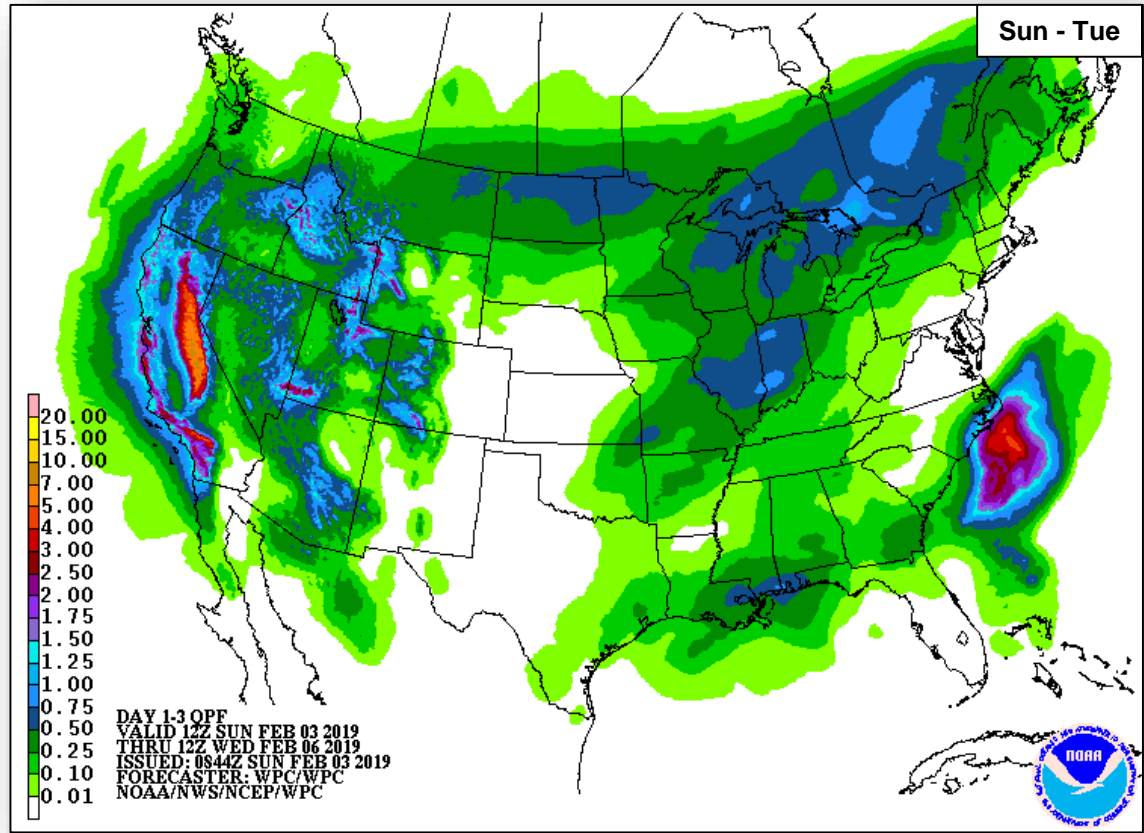 Sun - Tue
20.00
15.00
10.00
7.00
5.00
4.00
3.00
2.50
2.00
1.75
1.50
1.25
1.00
0.75
0.50
0.25
0.10
0.01
DAY 1-3 QPF
VALID 12Z SUN FEB 03 2019
THRU 12Z WED FEB 06 2019
ISSUED: 0844Z SUN FEB 03 2019
FORECASTER: WPC/WPC
NOAA/NWS/NCEP/WPC
NOAA